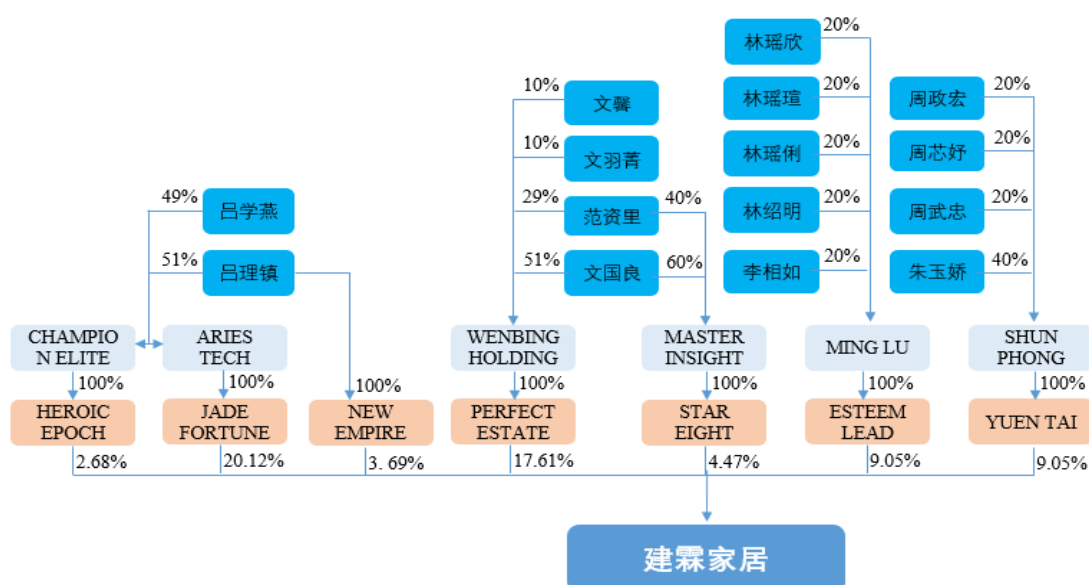 林瑶欣
20%
10%
文馨
林瑶瑄
20%
周政宏
20%
10%
文羽菁
林瑶俐
20%
周芯妤
20%
49%
吕学燕
29%
范资里
40%
林绍明
20%
周武忠
20%
51%
吕理镇
51%
文国良
60%
李相如
20%
朱玉娇
40%
CHAMPIO
N ELITE
ARIES
TECH
WENBING
HOLDING
MASTER
INSIGHT
MING LU
SHUN
PHONG
100%
100%
100%
100%
100%
100%
100%
HEROIC
EPOCH
JADE
FORTUNE
NEW
EMPIRE
PERFECT
ESTATE
STAR
EIGHT
ESTEEM
LEAD
YUEN TAI
2.68%
20.12%
3. 69%
17.61%
4.47%
9.05%
9.05%
建霖家居